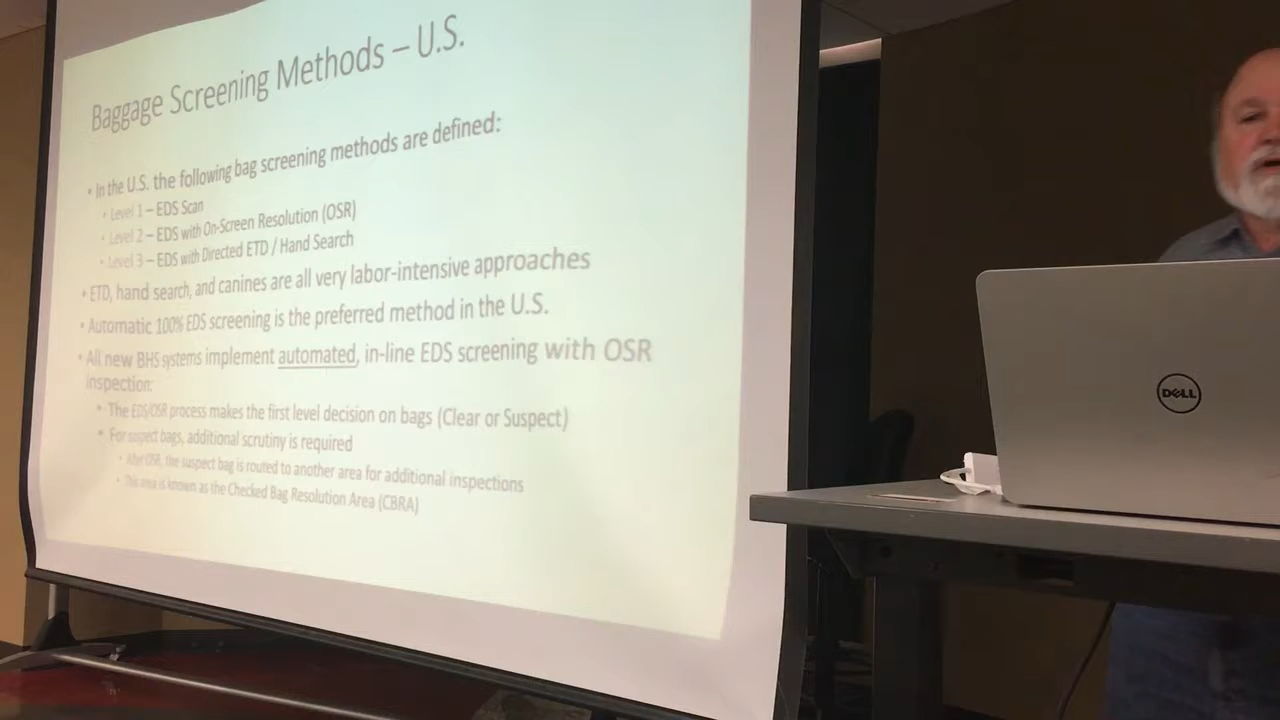 Baggage Screening Methods – U.S.
• In the U.S. the following bag screening methods are defined:
• Level 1 – EDS Scan
• Level 2 – EDS with On-Screen Resolution (OSR)
• Level 3 – EDS with Directed ETD / Hand Search
• ETD, hand search, and canines are all very labor-intensive approaches
• Automatic 100% EDS screening is the preferred method in the U.S.
• All new BHS systems implement automated, in-line EDS screening with OSR
inspection:
• The EDS/OSR process makes the first level decision on bags (Clear or Suspect)
• For suspect bags, additional scrutiny is required
• After OSR, the suspect bag is routed to another area for additional inspections
• This area is known as the Checked Bag Resolution Area (CBRA)
DELL